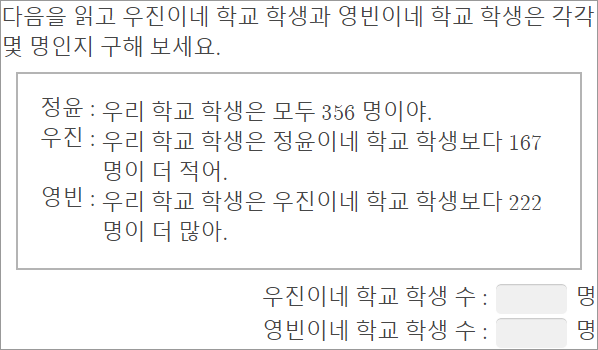 다음을 읽고 우진이네 학교 학생과 영빈이네 학교 학생은 각각
몇 명인지 구해 보세요.
정윤 : 우리 학교 학생은 모두 356 명이야.
우진 : 우리 학교 학생은 정윤이네 학교 학생보다 167
명이 더 적어.
영빈 : 우리 학교 학생은 우진이네 학교 학생보다 222
명이 더 많아.
우진이네 학교 학생 수 : 명
영빈이네 학교 학생 수 : 명